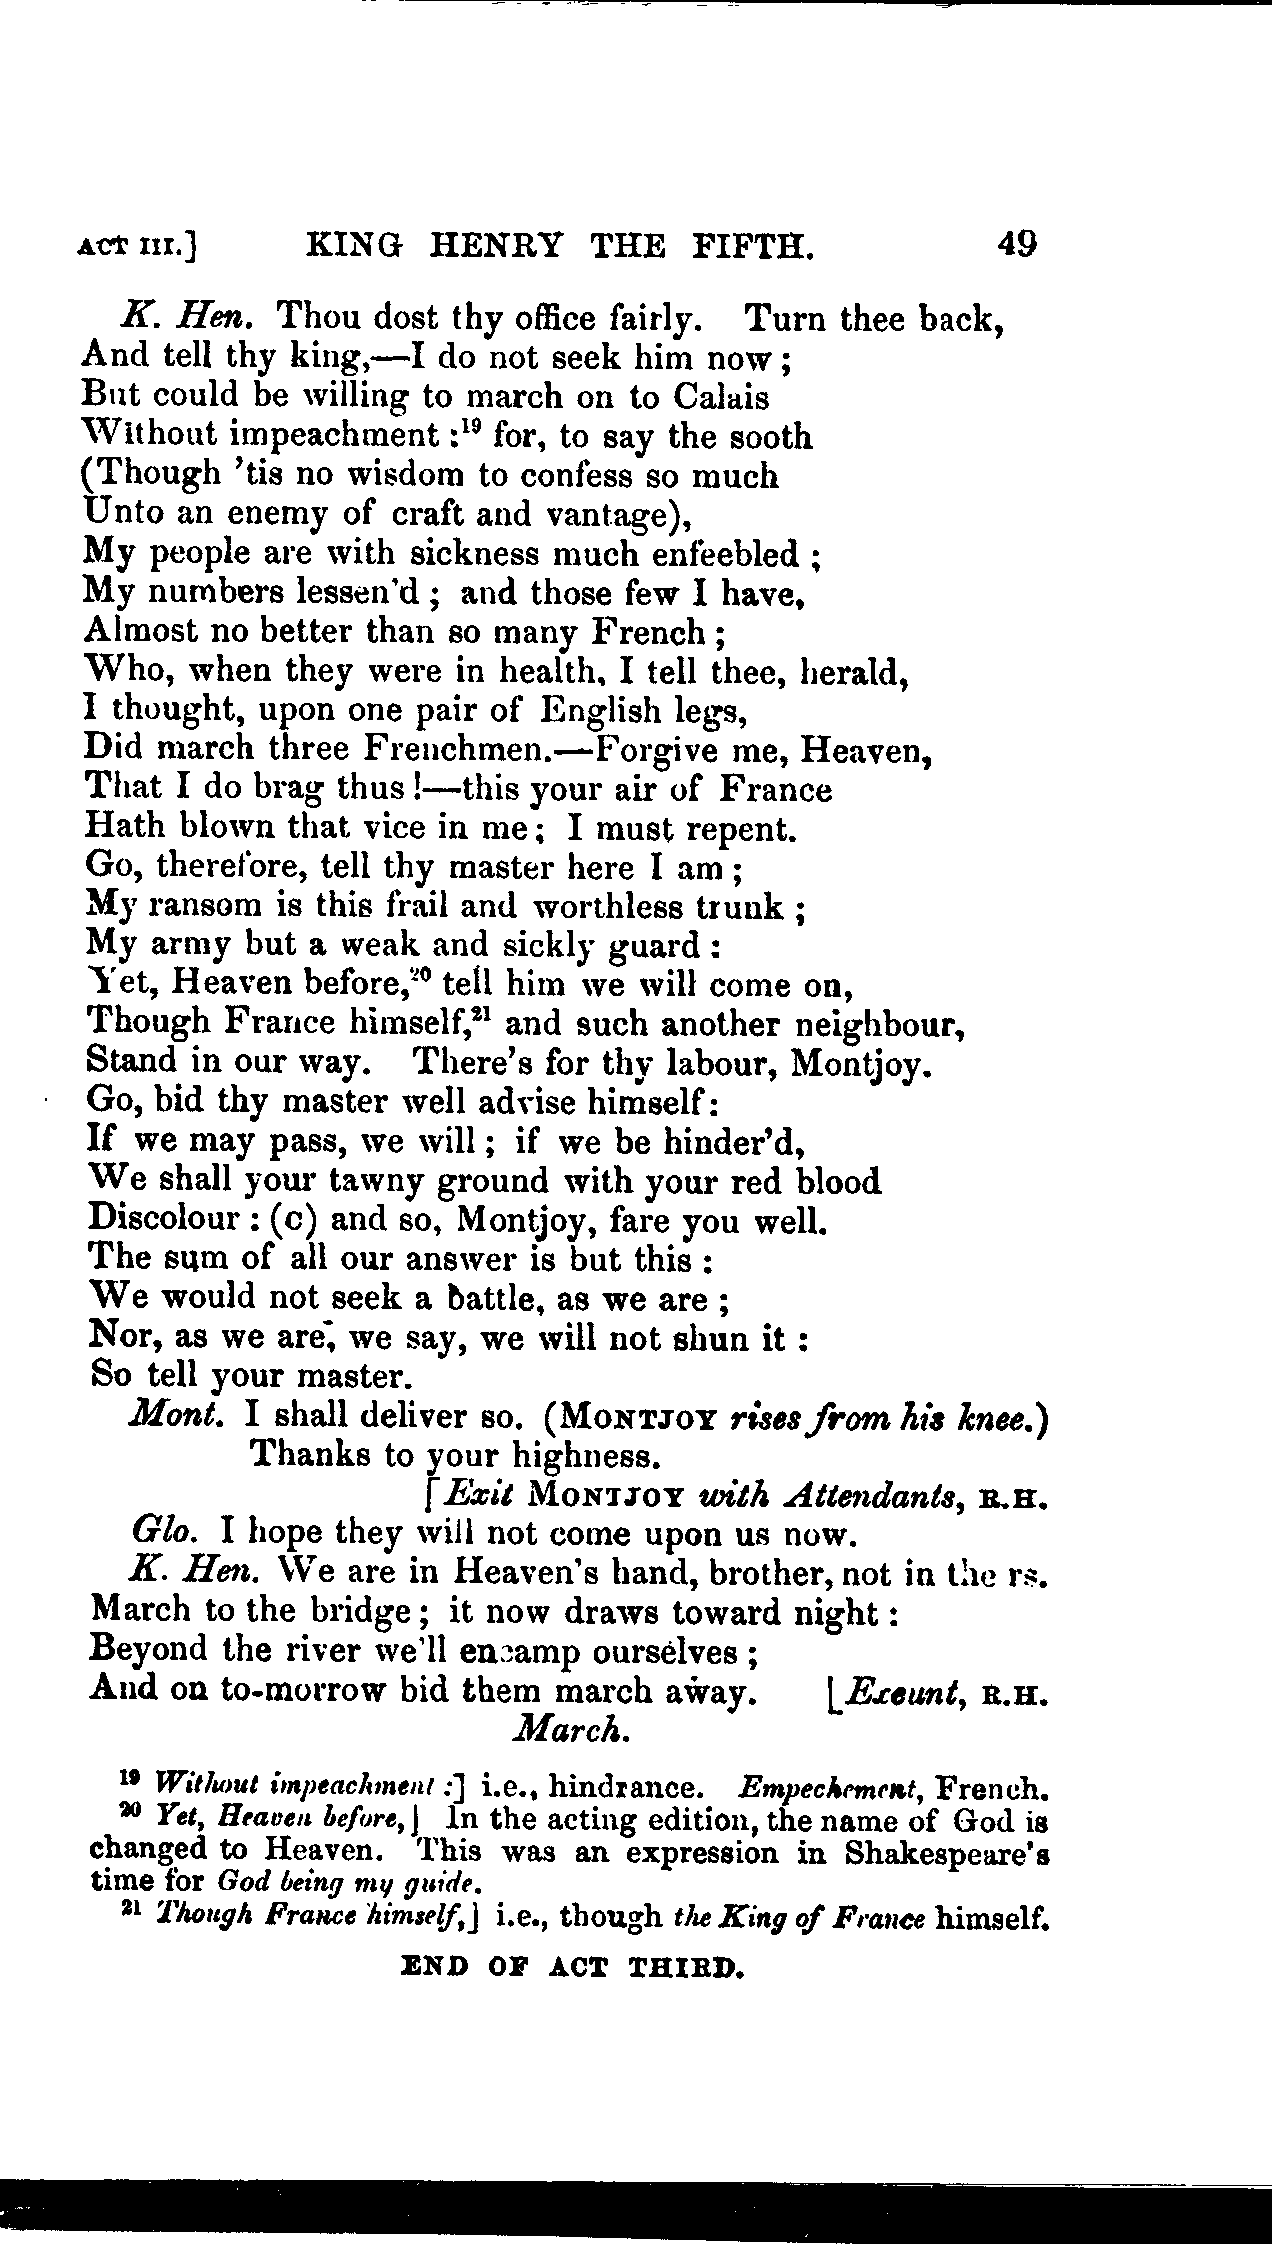 ACT III.] KING HENRY THE FIFTH. 49
K. Hen. Thou dost thy office fairly. Turn thee back,
And tell thy king,—I do not seek him now;
But could be willing to march on to Calais
Without impeachment:¹⁹ for, to say the sooth
(Though 'tis no wisdom to confess so much
Unto an enemy of craft and vantage),
My people are with sickness much enfeebled;
My numbers lessen'd; and those few I have,
Almost no better than so many French;
Who, when they were in health, I tell thee, herald,
I thought, upon one pair of English legs,
Did march three Frenchmen.—Forgive me, Heaven,
That I do brag thus!—this your air of France
Hath blown that vice in me; I must repent.
Go, therefore, tell thy master here I am;
My ransom is this frail and worthless trunk;
My army but a weak and sickly guard:
Yet, Heaven before,²⁰ tell him we will come on,
Though France himself,²¹ and such another neighbour,
Stand in our way. There's for thy labour, Montjoy.
Go, bid thy master well advise himself:
If we may pass, we will; if we be hinder'd,
We shall your tawny ground with your red blood
Discolour: (c) and so, Montjoy, fare you well.
The sum of all our answer is but this:
We would not seek a battle, as we are;
Nor, as we are, we say, we will not shun it:
So tell your master.
Mont. I shall deliver so. (MONTJOY rises from his knee.)
Thanks to your highness.
[Exit MONTJOY with Attendants, R.H.
Glo. I hope they will not come upon us now.
K. Hen. We are in Heaven's hand, brother, not in the rs.
March to the bridge; it now draws toward night:
Beyond the river we'll encamp ourselves;
And on to-morrow bid them march away. [Exeunt, R.H.
March.
¹⁹ Without impeachment:] i.e., hindrance. Empechement, French.
²⁰ Yet, Heaven before,] In the acting edition, the name of God is
changed to Heaven. This was an expression in Shakespeare's
time for God being my guide.
²¹ Though France himself,] i.e., though the King of France himself.
END OF ACT THIRD.